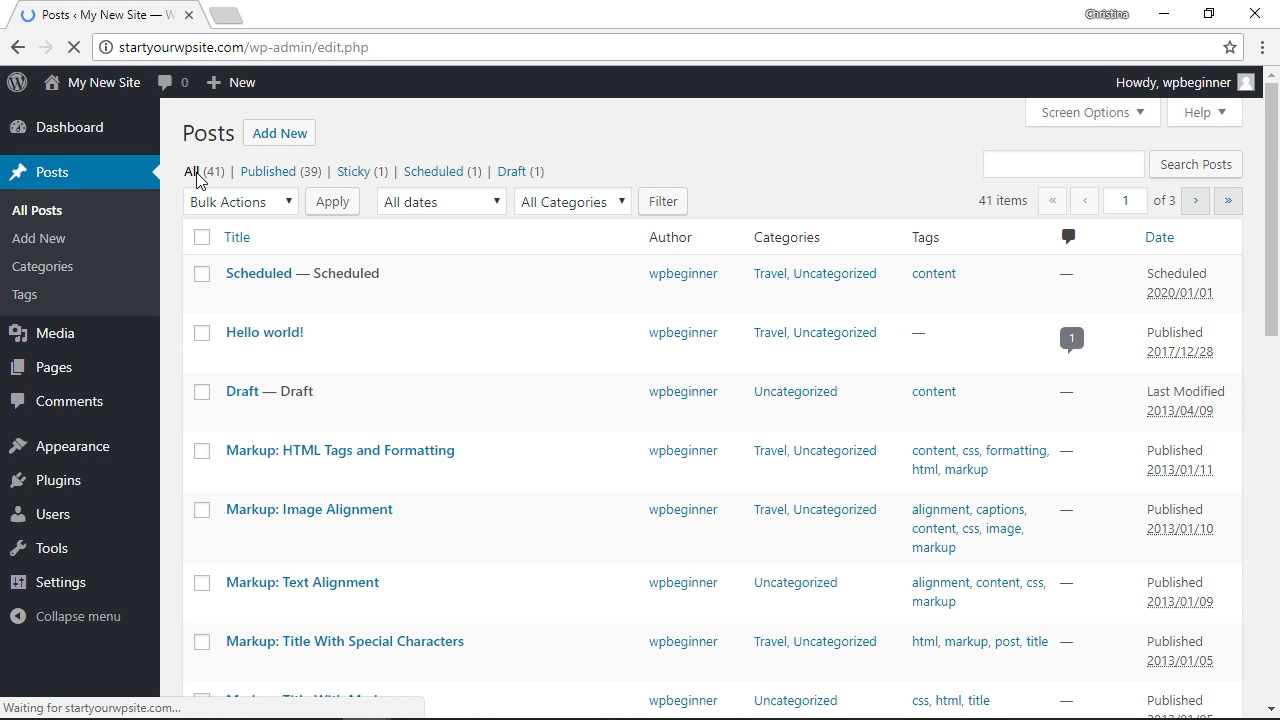 Posts ‹ My New Site — W
Christina
startyourwpsite.com/wp-admin/edit.php
My New Site 0 New Howdy, wpbeginner
Screen Options Help
Dashboard
Posts
All Posts
Add New
Categories
Tags
Media
Pages
Comments
Appearance
Plugins
Users
Tools
Settings
Collapse menu
Posts Add New
All (41) | Published (39) | Sticky (1) | Scheduled (1) | Draft (1) Search Posts
Bulk Actions Apply All dates All Categories Filter 41 items « ‹ 1 of 3 › »
Title Author Categories Tags Date
Scheduled — Scheduled wpbeginner Travel, Uncategorized content — Scheduled
2020/01/01
Hello world! wpbeginner Travel, Uncategorized — 1 Published
2017/12/28
Draft — Draft wpbeginner Uncategorized content — Last Modified
2013/04/09
Markup: HTML Tags and Formatting wpbeginner Travel, Uncategorized content, css, formatting, — Published
html, markup 2013/01/11
Markup: Image Alignment wpbeginner Travel, Uncategorized alignment, captions, — Published
content, css, image, 2013/01/10
markup
Markup: Text Alignment wpbeginner Uncategorized alignment, content, css, — Published
markup 2013/01/09
Markup: Title With Special Characters wpbeginner Travel, Uncategorized html, markup, post, title — Published
2013/01/05
wpbeginner Uncategorized css, html, title — Published
Waiting for startyourwpsite.com...